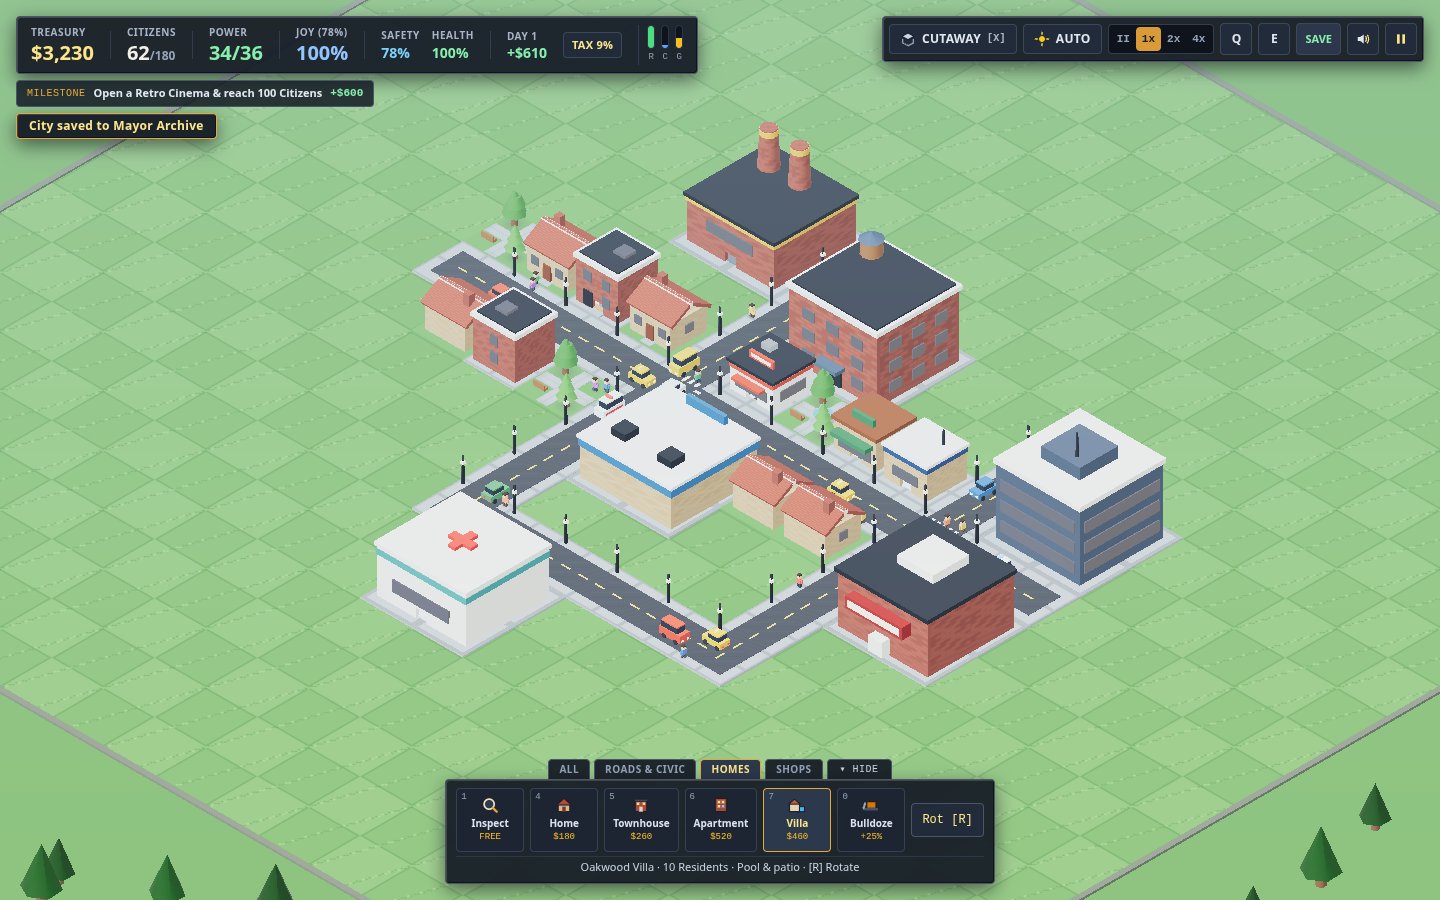 TREASURY
$3,230
CITIZENS
62/180
POWER
34/36
JOY (78%)
100%
SAFETY
78%
HEALTH
100%
DAY 1
+$610
TAX 9%
R C G
CUTAWAY [X]
AUTO
II 1x 2x 4x
Q
E
SAVE
MILESTONE Open a Retro Cinema & reach 100 Citizens +$600
City saved to Mayor Archive
ALL
ROADS & CIVIC
HOMES
SHOPS
▾ HIDE
1
Inspect
FREE
4
Home
$180
5
Townhouse
$260
6
Apartment
$520
7
Villa
$460
0
Bulldoze
+25%
Rot [R]
Oakwood Villa · 10 Residents · Pool & patio · [R] Rotate